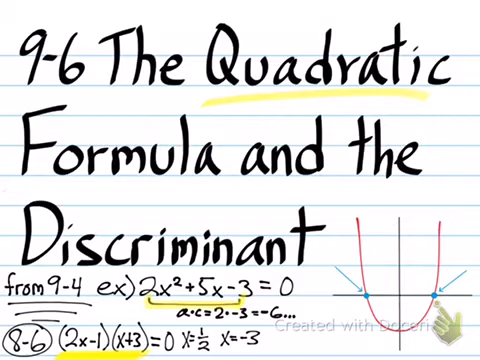 9-6 The Quadratic
Formula and the
Discriminant
from 9-4 ex) 2x²+5x-3=0
a·c=2·-3=-6...
8-6 (2x-1)(x+3)=0 x=1/2 x=-3
Created with Doceri